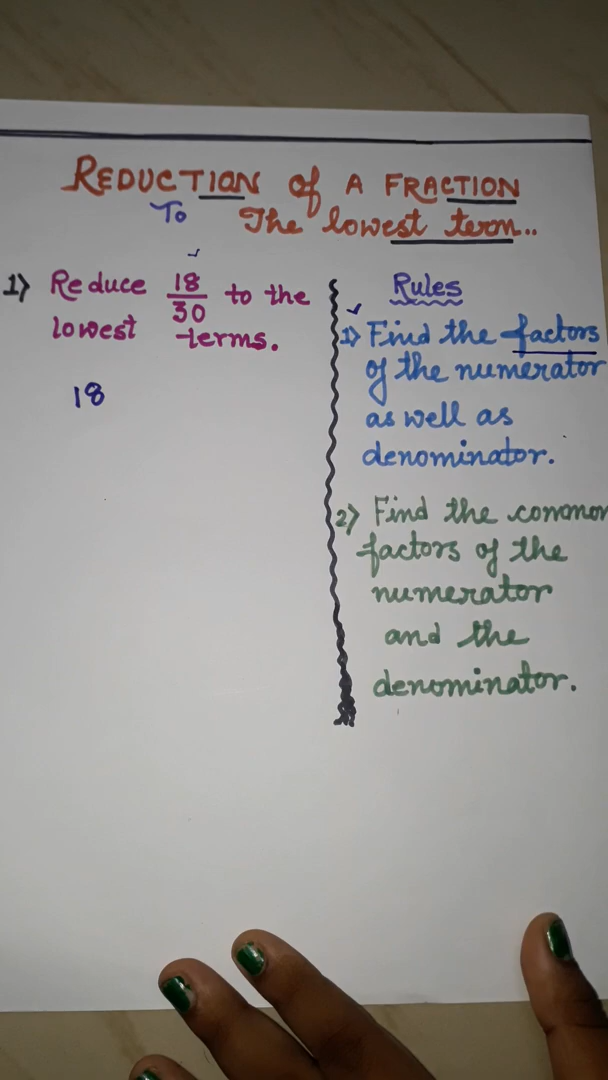 REDUCTION of A FRACTION
To The lowest term..
1) Reduce 18/30 to the
lowest terms.
18
Rules
1) Find the factors
of the numerator
as well as
denominator.
2) Find the common
factors of the
numerator
and the
denominator.